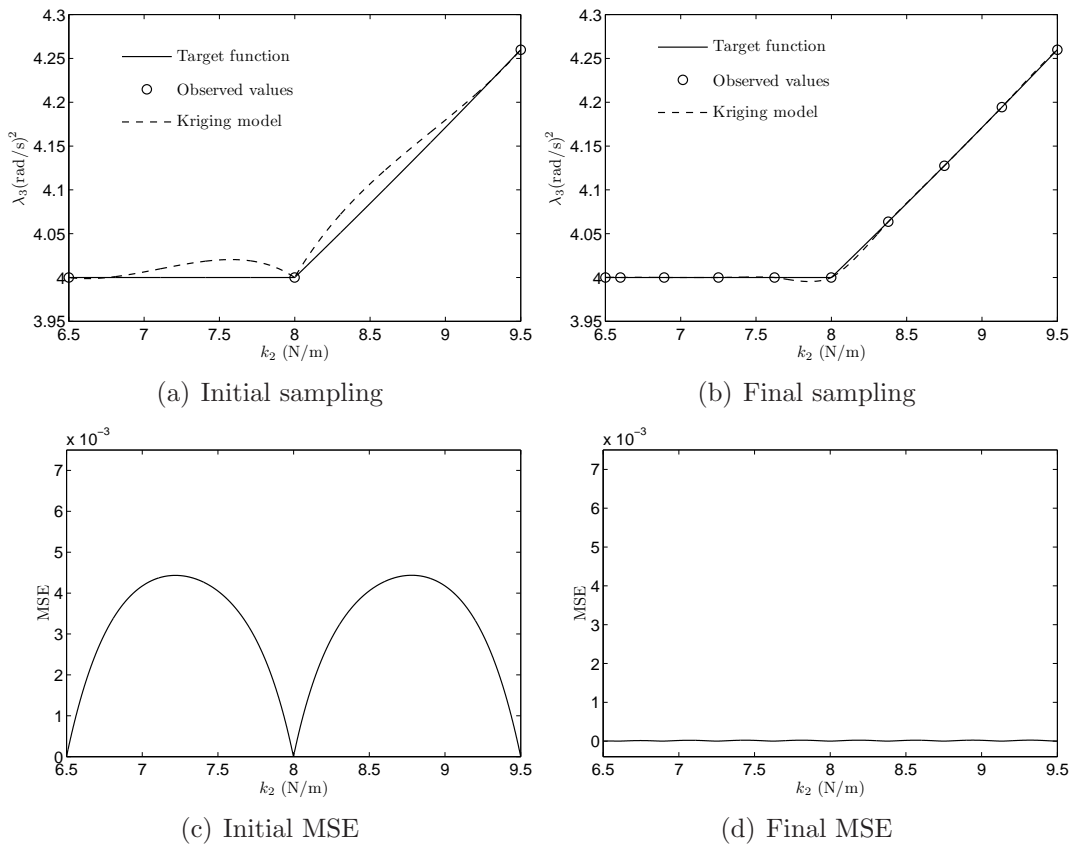 4.3
4.25
4.2
4.15
4.1
4.05
4
3.95
λ₃(rad/s)²
Target function
Observed values
Kriging model
6.5 7 7.5 8 8.5 9 9.5
k₂ (N/m)
(a) Initial sampling
4.3
4.25
4.2
4.15
4.1
4.05
4
3.95
λ₃(rad/s)²
Target function
Observed values
Kriging model
6.5 7 7.5 8 8.5 9 9.5
k₂ (N/m)
(b) Final sampling
x 10⁻³
7
6
5
4
3
2
1
0
MSE
6.5 7 7.5 8 8.5 9 9.5
k₂ (N/m)
(c) Initial MSE
x 10⁻³
7
6
5
4
3
2
1
0
MSE
6.5 7 7.5 8 8.5 9 9.5
k₂ (N/m)
(d) Final MSE